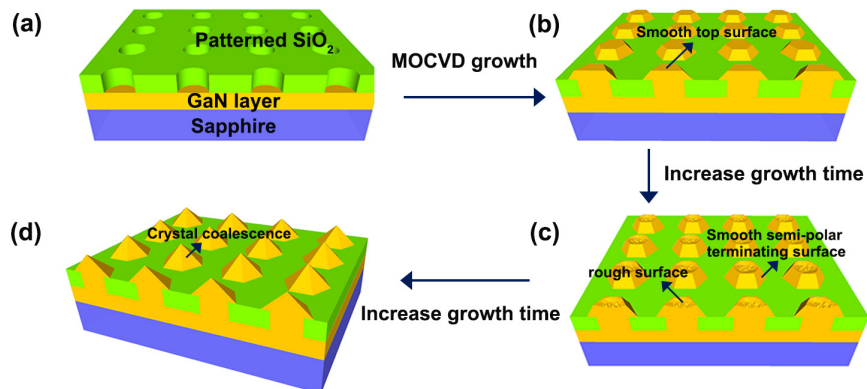 (a)
Patterned SiO₂
GaN layer
Sapphire
MOCVD growth
(b)
Smooth top surface
Increase growth time
(c)
Smooth semi-polar
terminating surface
rough surface
Increase growth time
(d)
Crystal coalescence